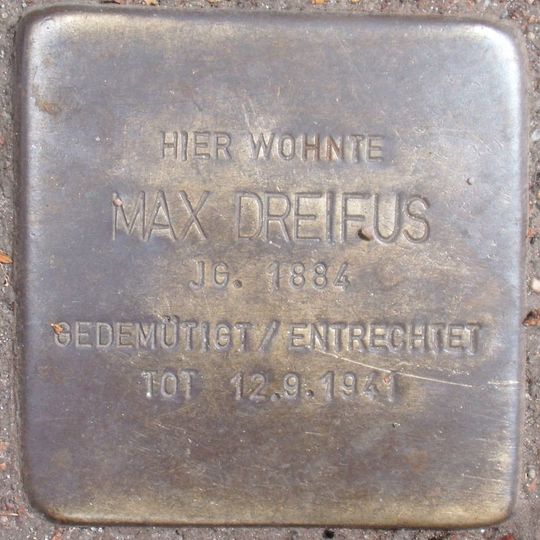 HIER WOHNTE
MAX DREIFUS
JG. 1884
GEDEMÜTIGT / ENTRECHTET
TOT 12.9.1941